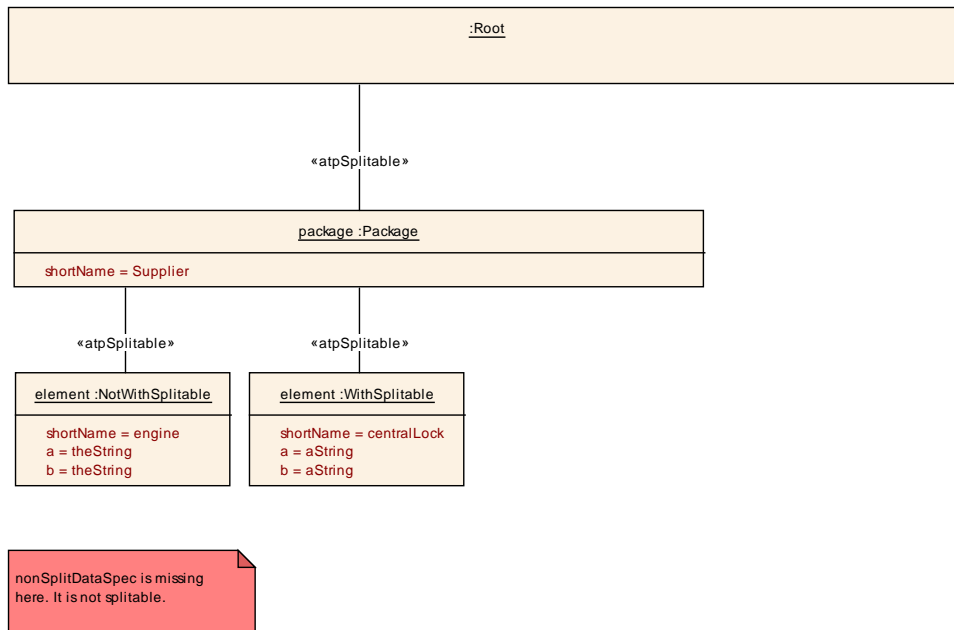 :Root
«atpSplitable»
package :Package
shortName = Supplier
«atpSplitable» «atpSplitable»
element :NotWithSplitable
shortName = engine
a = theString
b = theString
element :WithSplitable
shortName = centralLock
a = aString
b = aString
nonSplitDataSpec is missing
here. It is not splitable.